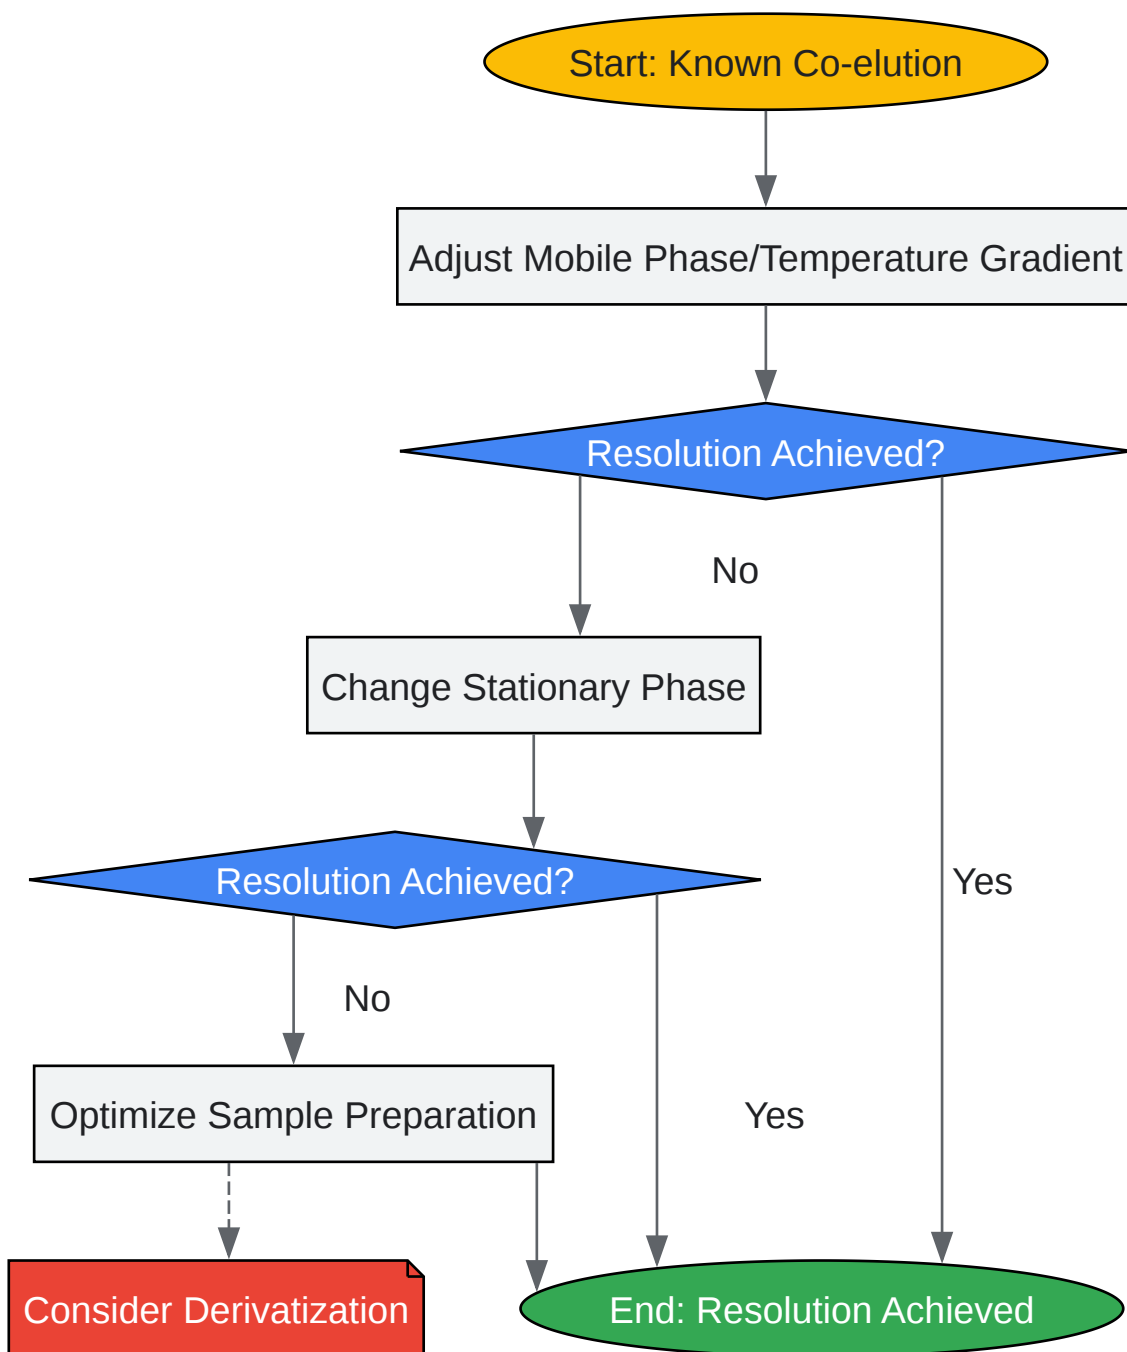 Start: Known Co-elution
Adjust Mobile Phase/Temperature Gradient
Resolution Achieved?
No
Change Stationary Phase
Resolution Achieved?
Yes
No
Optimize Sample Preparation
Yes
Consider Derivatization
End: Resolution Achieved